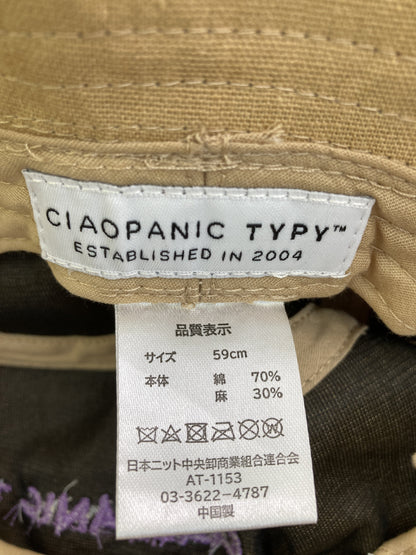 CIAOPANIC TYPY™
ESTABLISHED IN 2004
品質表示
サイズ 59cm
本体 綿 70%
麻 30%
日本ニット中央卸商業組合連合会
AT-1153
03-3622-4787
中国製